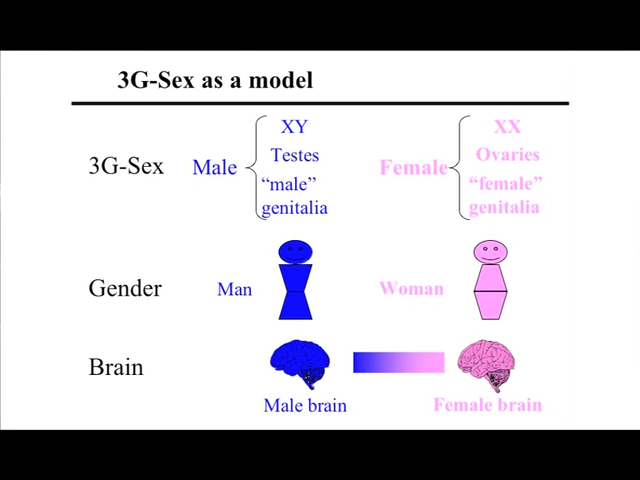 3G-Sex as a model
3G-Sex
Male
XY
Testes
“male”
genitalia
Female
XX
Ovaries
“female”
genitalia
Gender
Man
Woman
Brain
Male brain
Female brain